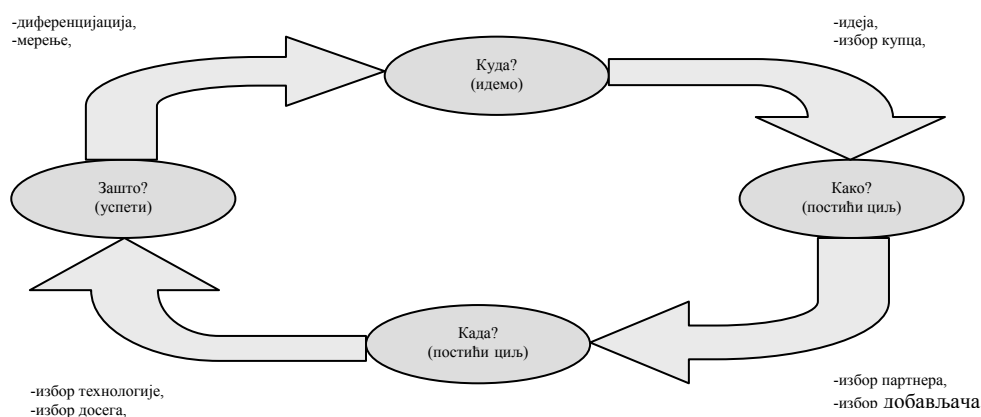 -диференцијација,
-мерење,
-идеја,
-избор купца,
Куда?
(идемо)
Зашто?
(успети)
Како?
(постићи циљ)
Када?
(постићи циљ)
-избор технологије,
-избор досега,
-избор партнера,
-избор добављача